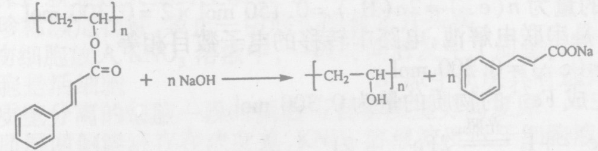 [CH₂—CH]n
O
O
+ n NaOH → [CH₂—CH]n + n COONa
OH